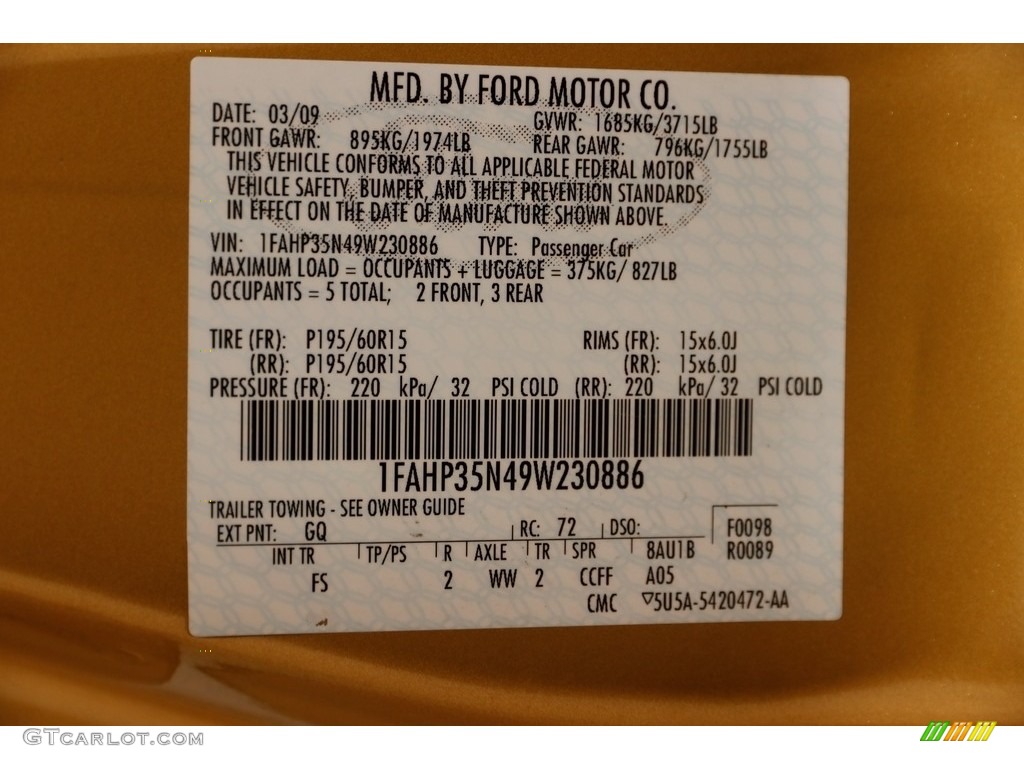 MFD. BY FORD MOTOR CO.
DATE: 03/09 GVWR: 1685KG/3715LB
FRONT GAWR: 895KG/1974LB REAR GAWR: 796KG/1755LB
THIS VEHICLE CONFORMS TO ALL APPLICABLE FEDERAL MOTOR
VEHICLE SAFETY, BUMPER, AND THEFT PREVENTION STANDARDS
IN EFFECT ON THE DATE OF MANUFACTURE SHOWN ABOVE.
VIN: 1FAHP35N49W230886 TYPE: Passenger Car
MAXIMUM LOAD = OCCUPANTS + LUGGAGE = 375KG/ 827LB
OCCUPANTS = 5 TOTAL; 2 FRONT, 3 REAR
TIRE (FR): P195/60R15 RIMS (FR): 15x6.0J
(RR): P195/60R15 (RR): 15x6.0J
PRESSURE (FR): 220 kPa/ 32 PSI COLD (RR): 220 kPa/ 32 PSI COLD
1FAHP35N49W230886
TRAILER TOWING - SEE OWNER GUIDE
EXT PNT: GQ RC: 72 DSO: F0098
INT TR TP/PS R AXLE TR SPR 8AU1B R0089
FS 2 WW 2 CCFF A05
CMC ▽5U5A-5420472-AA
GTCARLOT.COM